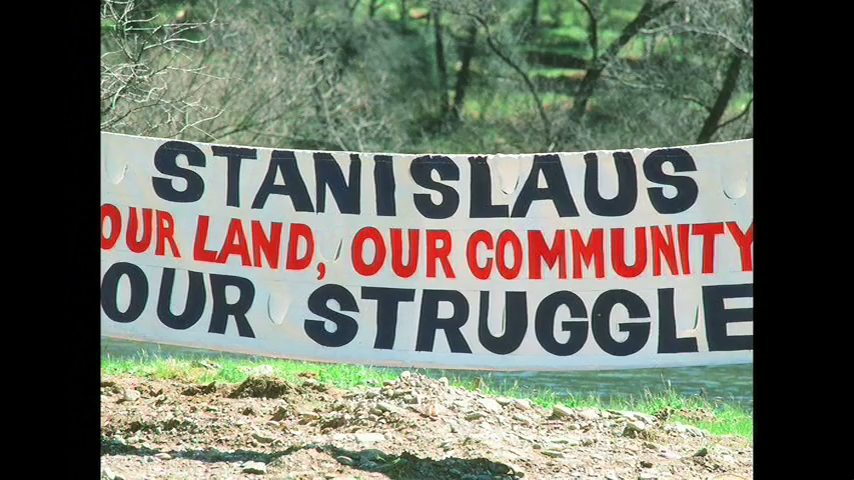 STANISLAUS
OUR LAND, OUR COMMUNITY
OUR STRUGGLE